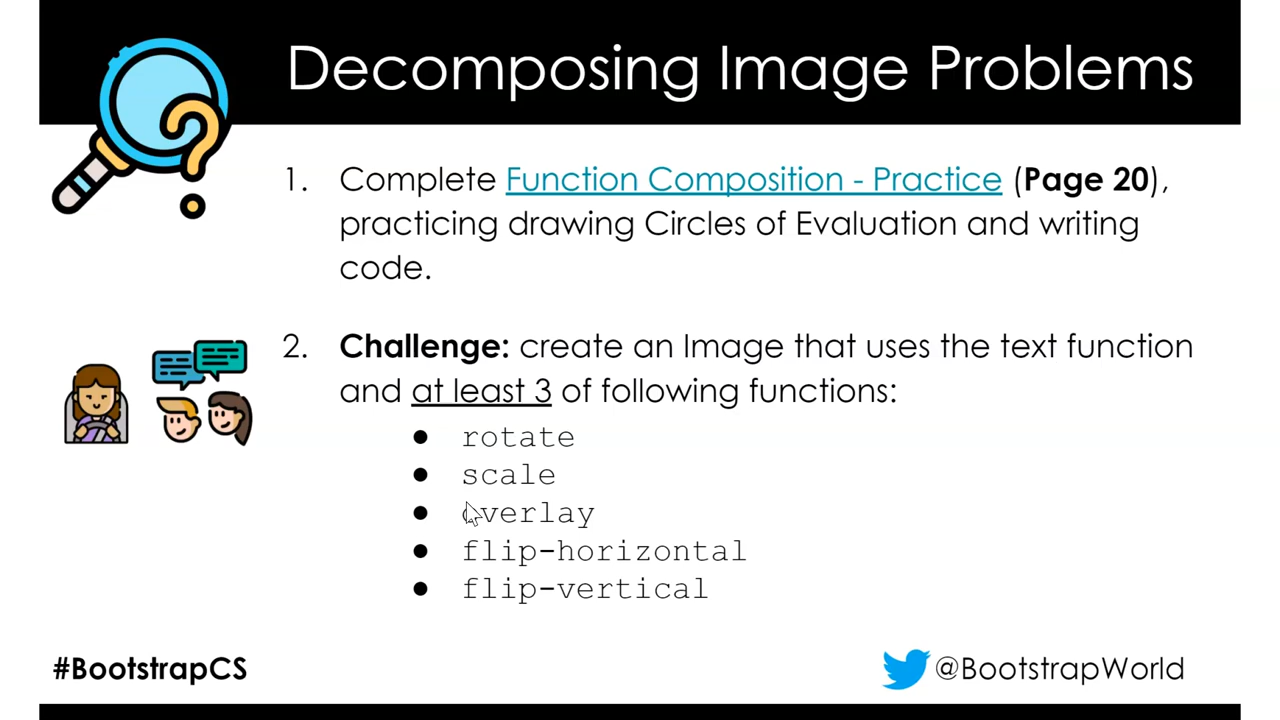 Decomposing Image Problems
1. Complete Function Composition - Practice (Page 20),
practicing drawing Circles of Evaluation and writing
code.
2. Challenge: create an Image that uses the text function
and at least 3 of following functions:
● rotate
● scale
● overlay
● flip-horizontal
● flip-vertical
#BootstrapCS
@BootstrapWorld